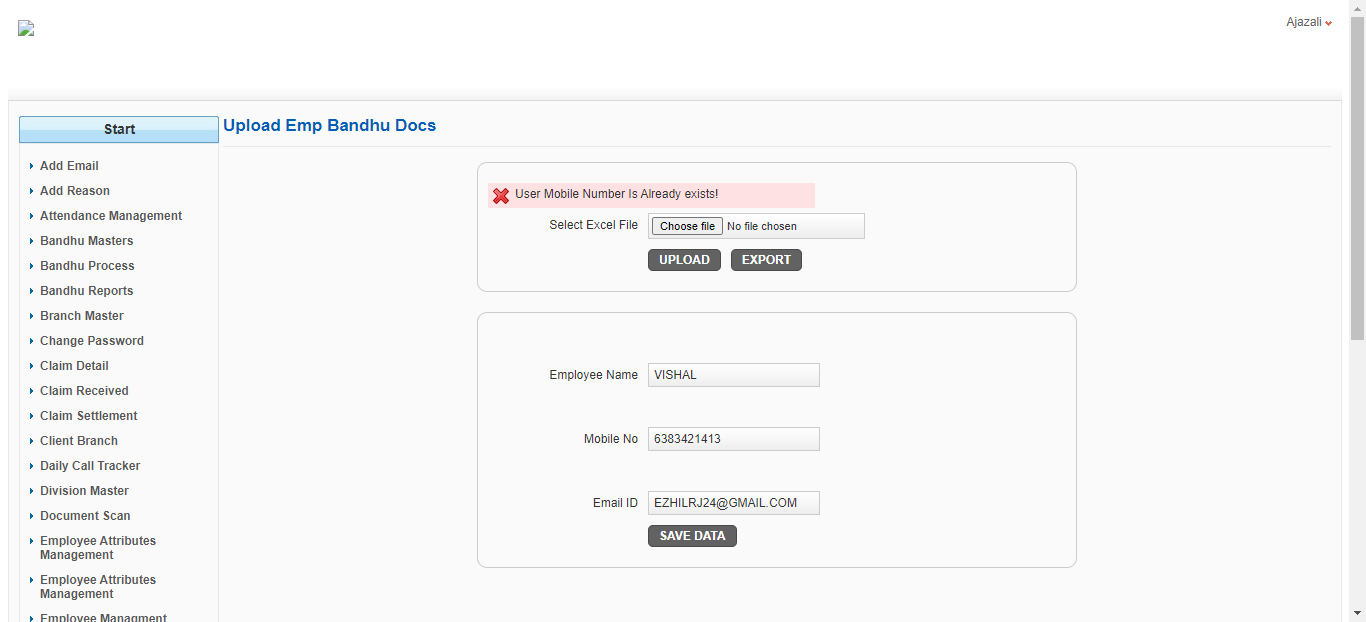 Ajazali
Start
Upload Emp Bandhu Docs
Add Email
Add Reason
Attendance Management
Bandhu Masters
Bandhu Process
Bandhu Reports
Branch Master
Change Password
Claim Detail
Claim Received
Claim Settlement
Client Branch
Daily Call Tracker
Division Master
Document Scan
Employee Attributes
Management
Employee Attributes
Management
Employee Managment
User Mobile Number Is Already exists!
Select Excel File Choose file No file chosen
UPLOAD EXPORT
Employee Name VISHAL
Mobile No 6383421413
Email ID EZHILRJ24@GMAIL.COM
SAVE DATA